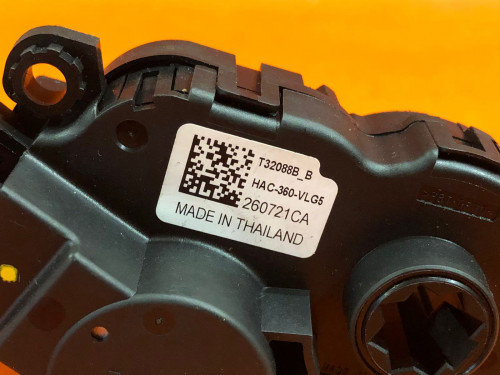 T32088B_B
HAC-360-VLG5
260721CA
MADE IN THAILAND